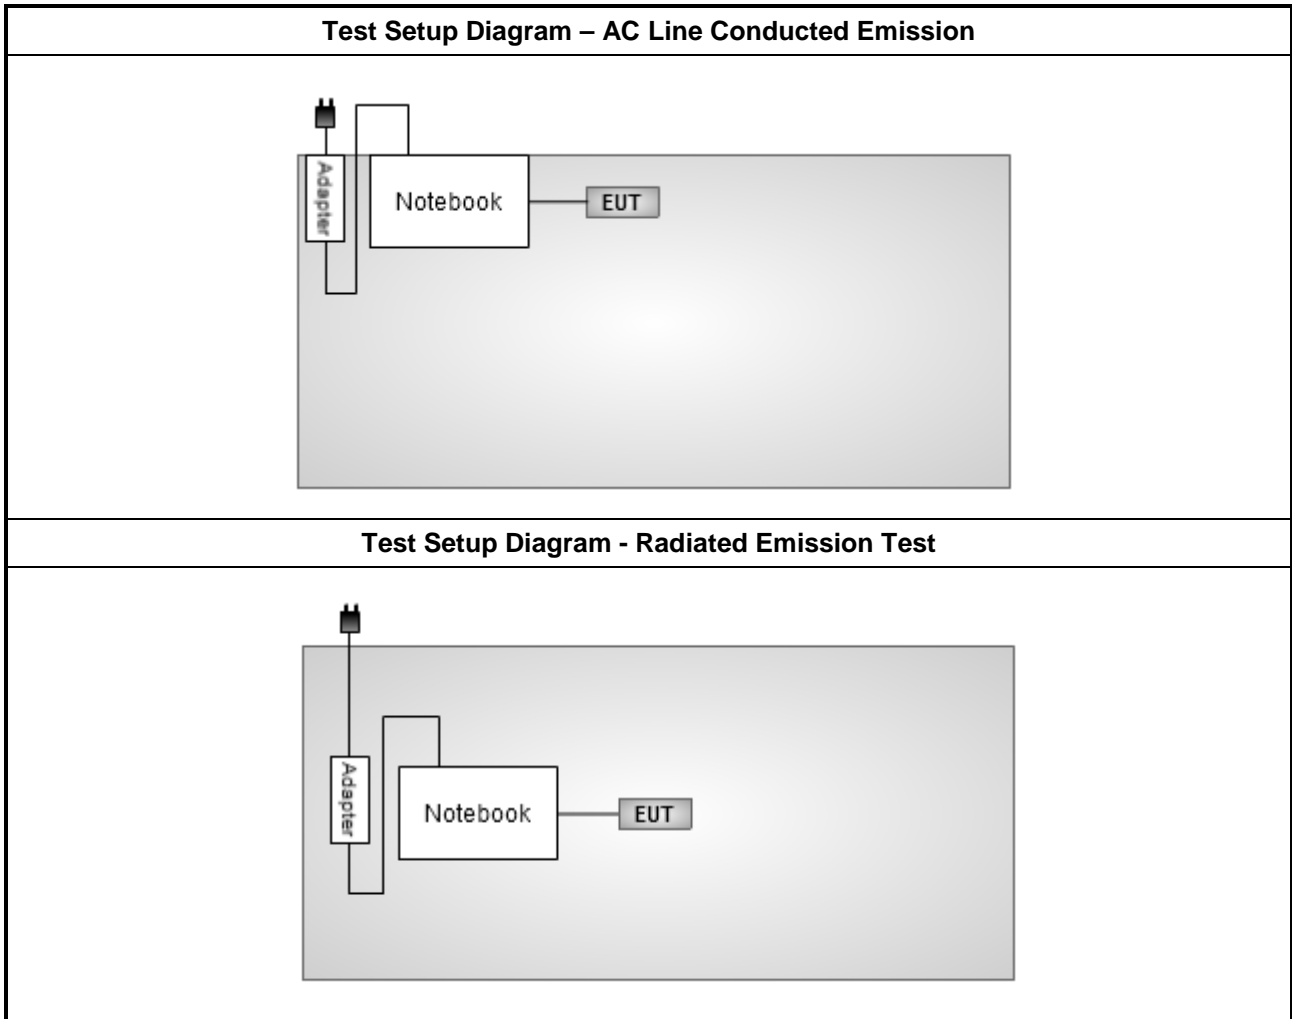 Test Setup Diagram – AC Line Conducted Emission
Adapter
Notebook
EUT
Test Setup Diagram - Radiated Emission Test
Adapter
Notebook
EUT